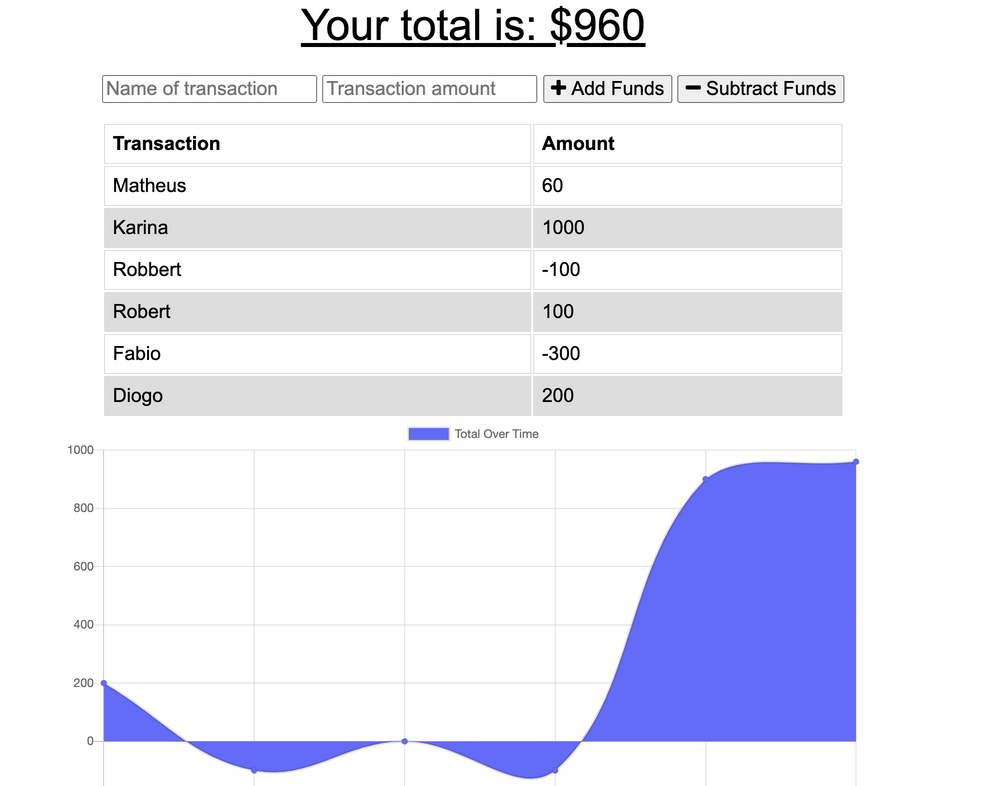 Your total is: $960
Name of transaction Transaction amount + Add Funds − Subtract Funds
Transaction Amount
Matheus 60
Karina 1000
Robbert -100
Robert 100
Fabio -300
Diogo 200
Total Over Time
1000
800
600
400
200
0